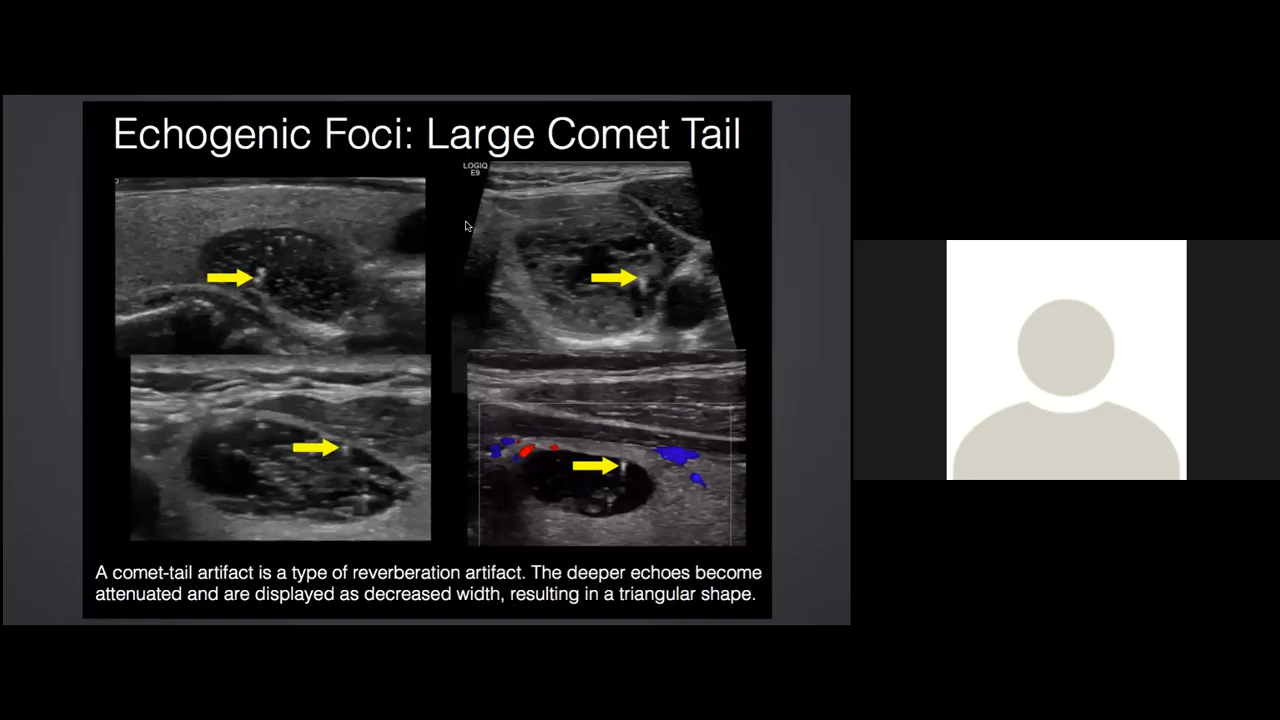 Echogenic Foci: Large Comet Tail
LOGIQ
E9
A comet-tail artifact is a type of reverberation artifact. The deeper echoes become
attenuated and are displayed as decreased width, resulting in a triangular shape.